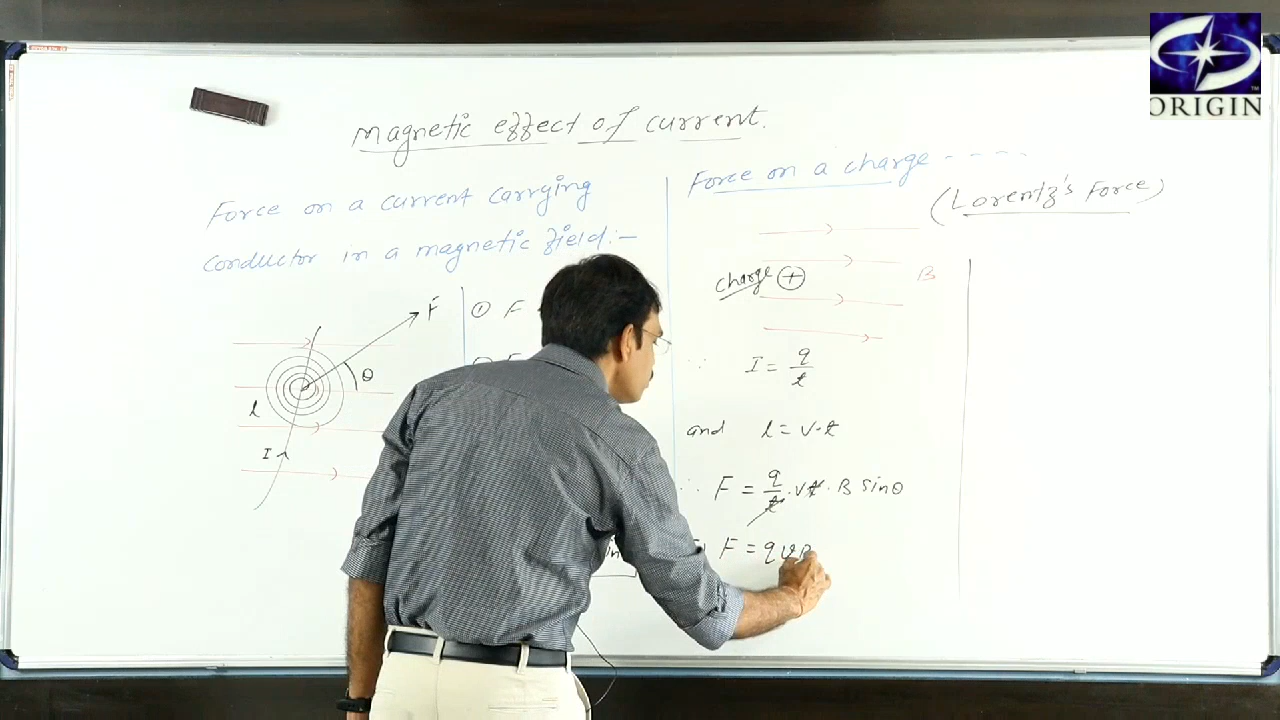 ORIGIN
Magnetic effect of current.
Force on a current carrying
conductor in a magnetic field:-
F
θ
l
I
① F
Force on a charge - - - -
(Lorentz's Force)
B
charge +
∵ I = q/t
and l = v·t
∴ F = q/t · vt · B sinθ
F = qvB